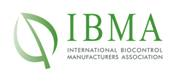 IBMA
INTERNATIONAL BIOCONTROL
MANUFACTURERS ASSOCIATION